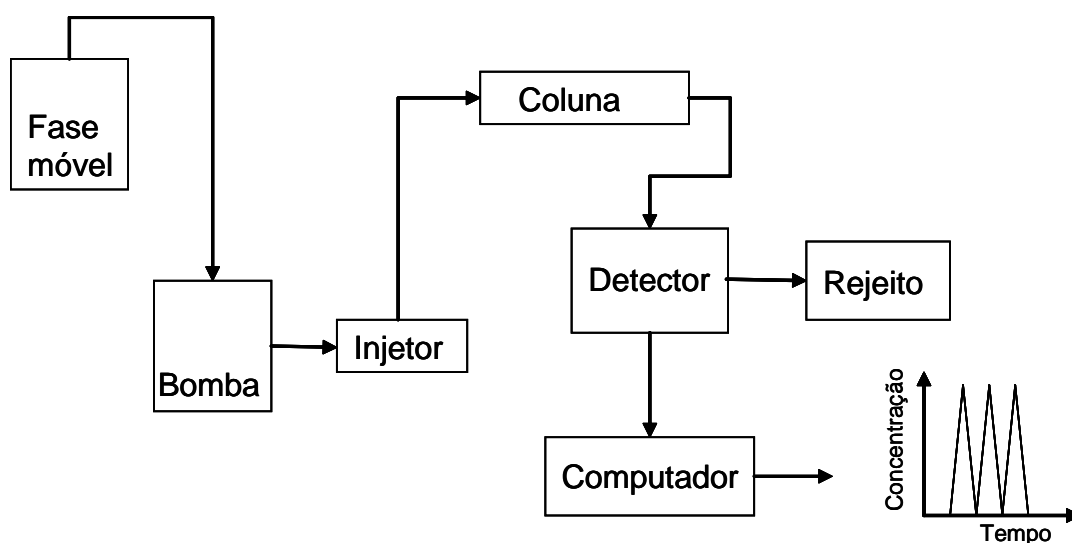 Fase
móvel
Coluna
Detector
Rejeito
Injetor
Bomba
Computador
Concentração
Tempo